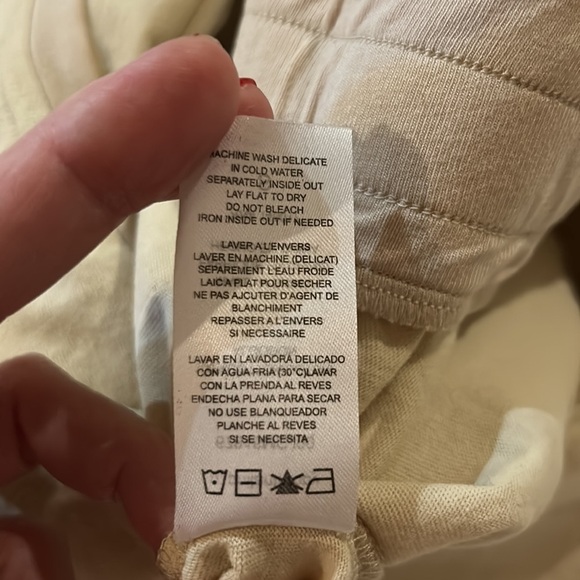 MACHINE WASH DELICATE
IN COLD WATER
SEPARATELY INSIDE OUT
LAY FLAT TO DRY
DO NOT BLEACH
IRON INSIDE OUT IF NEEDED
LAVER A L'ENVERS
LAVER EN MACHINE (DELICAT)
SEPAREMENT L'EAU FROIDE
LAIC A PLAT POUR SECHER
NE PAS AJOUTER D'AGENT DE
BLANCHIMENT
REPASSER A L'ENVERS
SI NECESSAIRE
LAVAR EN LAVADORA DELICADO
CON AGUA FRIA (30°C)LAVAR
CON LA PRENDA AL REVES
ENDECHA PLANA PARA SECAR
NO USE BLANQUEADOR
PLANCHE AL REVES
SI SE NECESITA